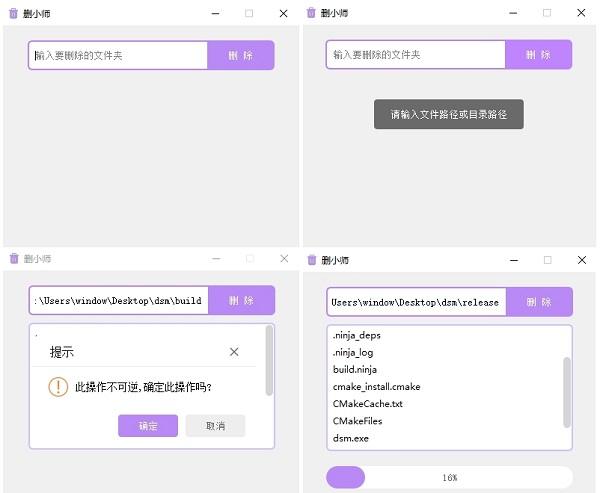 删小师
输入要删除的文件夹
删 除
删小师
输入要删除的文件夹
删 除
请输入文件路径或目录路径
删小师
:\Users\window\Desktop\dsm\build
删 除
.
提示
此操作不可逆,确定此操作吗?
确定
取消
删小师
Users\window\Desktop\dsm\release
删 除
.ninja_deps
.ninja_log
build.ninja
cmake_install.cmake
CMakeCache.txt
CMakeFiles
dsm.exe
16%